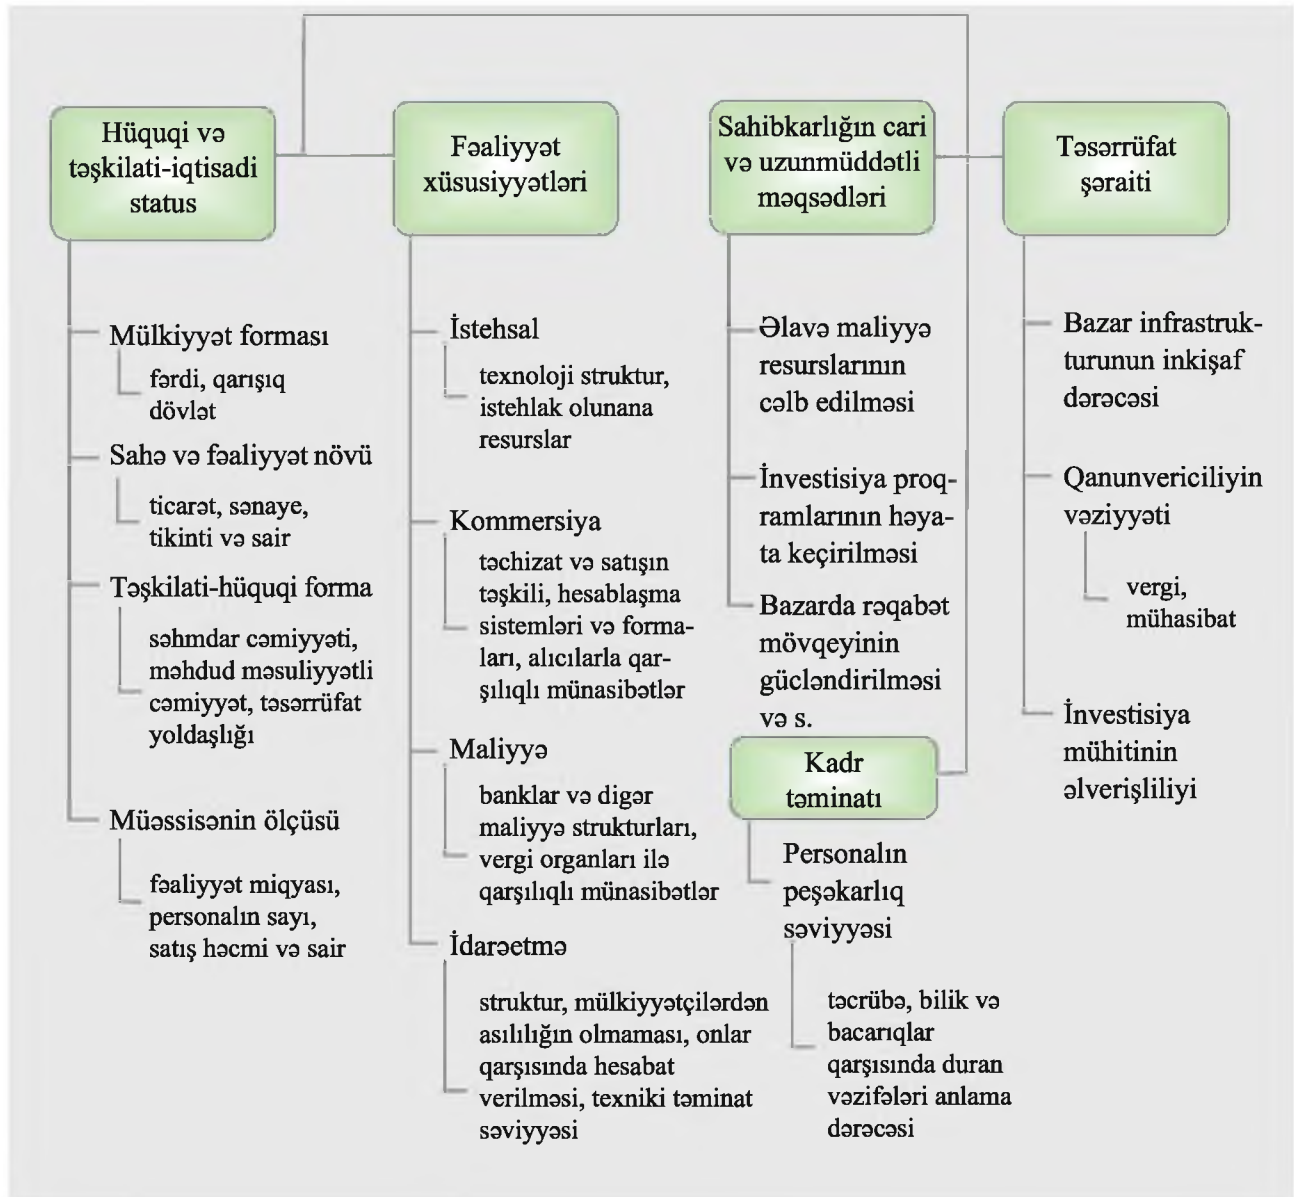 Hüquqi və
təşkilati-iqtisadi
status
Mülkiyyət forması
fərdi, qarışıq
dövlət
Sahə və fəaliyyət növü
ticarət, sənaye,
tikinti və sair
Təşkilati-hüquqi forma
səhmdar cəmiyyəti,
məhdud məsuliyyətli
cəmiyyət, təsərrüfat
yoldaşlığı
Müəssisənin ölçüsü
fəaliyyət miqyası,
personalın sayı,
satış həcmi və sair
Fəaliyyət
xüsusiyyətləri
İstehsal
texnoloji struktur,
istehlak olunana
resurslar
Kommersiya
təchizat və satışın
təşkili, hesablaşma
sistemləri və forma-
ları, alıcılarla qar-
şılıqlı münasibətlər
Maliyyə
banklar və digər
maliyyə strukturları,
vergi organları ilə
qarşılıqlı münasibətlər
İdarəetmə
struktur, mülkiyyətçilərdən
asılılığın olmaması, onlar
qarşısında hesabat
verilməsi, texniki təminat
səviyyəsi
Sahibkarlığın cari
və uzunmüddətli
məqsədləri
Əlavə maliyyə
resurslarının
cəlb edilməsi
İnvestisiya proq-
ramlarının həya-
ta keçirilməsi
Bazarda rəqabət
mövqeyinin
gücləndirilməsi
və s.
Kadr
təminatı
Personalın
peşəkarlıq
səviyyəsi
təcrübə, bilik və
bacarıqlar
qarşısında duran
vəzifələri anlama
dərəcəsi
Təsərrüfat
şəraiti
Bazar infrastruk-
turunun inkişaf
dərəcəsi
Qanunvericiliyin
vəziyyəti
vergi,
mühasibat
İnvestisiya
mühitinin
əlverişliliyi